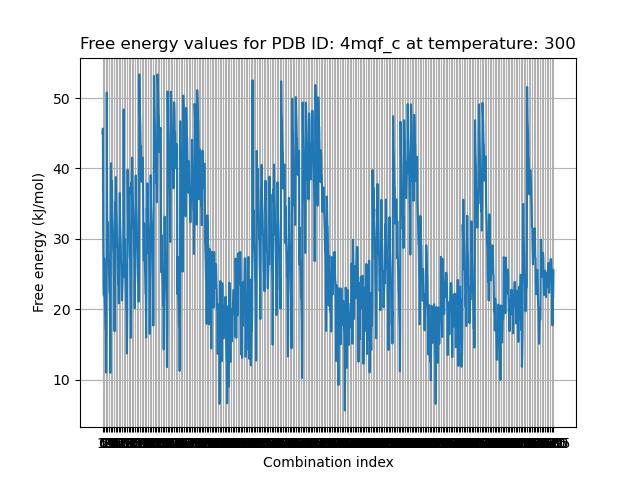 Free energy values for PDB ID: 4mqf_c at temperature: 300
50
40
30
20
10
Free energy (kJ/mol)
Combination index